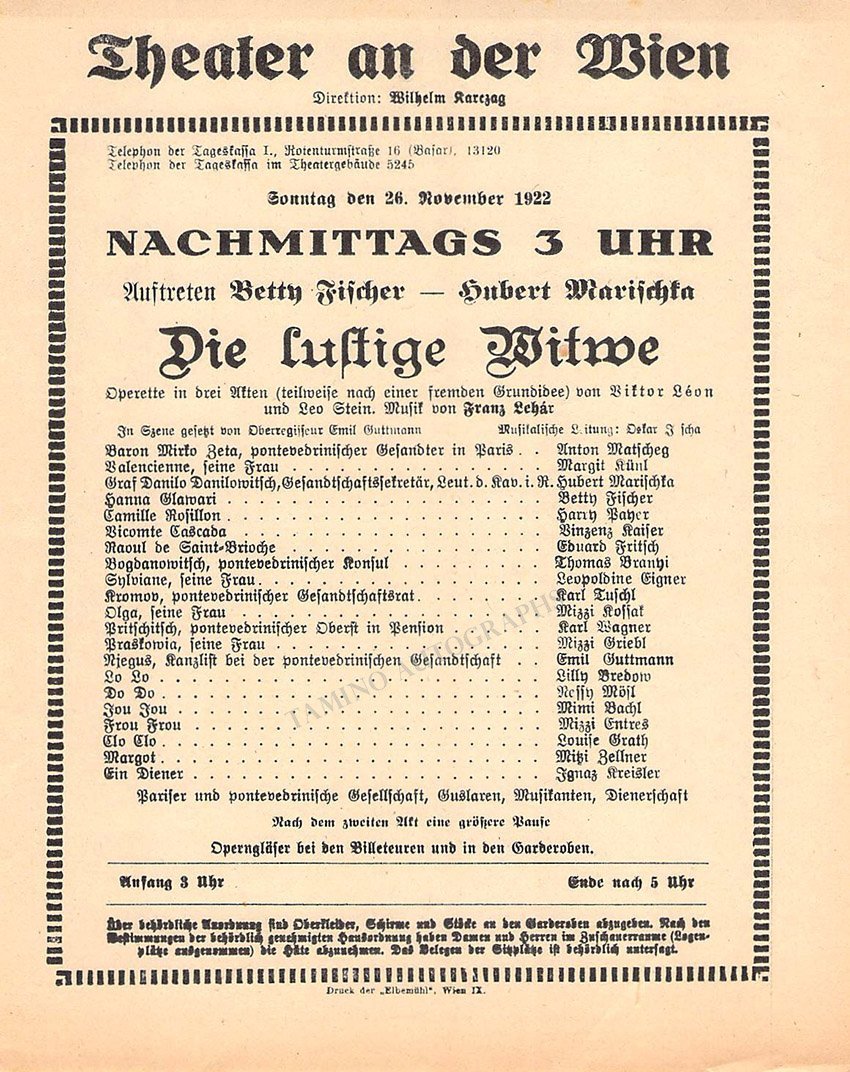 Theater an der Wien
Direktion: Wilhelm Karczag
Telephon der Tageskassa I., Rotenturmstraße 16 (Basar), 13120
Telephon der Tageskassa im Theatergebäude 5245
Sonntag den 26. November 1922
NACHMITTAGS 3 UHR
Auftreten Betty Fischer — Hubert Marischka
Die lustige Witwe
Operette in drei Akten (teilweise nach einer fremden Grundidee) von Viktor Léon
und Leo Stein. Musik von Franz Lehár
In Szene gesetzt von Oberregisseur Emil Guttmann Musikalische Leitung: Oskar
Baron Mirko Zeta, pontevedrinischer Gesandter in Paris . . Anton Matscheg
Valencienne, seine Frau . . . . . . . . . . . . . . . . Margit
Graf Danilo Danilowitsch, Gesandtschaftssekretär, Leut. d. Kav. i. R. Hubert Marischka
Hanna Glawari . . . . . . . . . . . . . . . . . . . . Betty Fischer
Camille Rosillon . . . . . . . . . . . . . . . . . . . . Harry Payer
Vicomte Cascada . . . . . . . . . . . . . . . . . . . Vinzenz Kaiser
Raoul de Saint-Brioche . . . . . . . . . . . . . . . . . Eduard Fritsch
Bogdanowitsch, pontevedrinischer Konsul . . . . . . . . . . Thomas Branyi
Sylviane, seine Frau . . . . . . . . . . . . . . . . . . Leopoldine Eigner
Kromov, pontevedrinischer Gesandtschaftsrat . . . . . . . . Karl Tuschl
Olga, seine Frau . . . . . . . . . . . . . . . . . . . Mizzi Kossak
Pritschitsch, pontevedrinischer Oberst in Pension . . . . . . Karl Wagner
Praskowia, seine Frau . . . . . . . . . . . . . . . . . Mizzi Griebl
Njegus, Kanzlist bei der pontevedrinischen Gesandtschaft . . Emil Guttmann
Lo Lo . . . . . . . . . . . . . . . . . . . . . . . . Lilly Bredow
Do Do . . . . . . . . . . . . . . . . . . . . . . . . Nessy Mösl
Jou Jou . . . . . . . . . . . . . . . . . . . . . . . Mimi Bachl
Frou Frou . . . . . . . . . . . . . . . . . . . . . . Mizzi Entres
Clo Clo . . . . . . . . . . . . . . . . . . . . . . . Louise Grath
Margot . . . . . . . . . . . . . . . . . . . . . . . . Mitzi Zellner
Ein Diener . . . . . . . . . . . . . . . . . . . . . . Ignaz Kreisler
Pariser und pontevedrinische Gesellschaft, Guslaren, Musikanten, Dienerschaft
Nach dem zweiten Akt eine größere Pause
Operngläser bei den Billeteuren und in den Garderoben.
Anfang 3 Uhr Ende nach 5 Uhr
Über behördliche Anordnung sind Oberkleider, Schirme und Stöcke an den Garderoben abzugeben. Nach den
Bestimmungen der behördlich genehmigten Hausordnung haben Damen und Herren im Zuschauerraume (Logen-
plätze ausgenommen) die Hüte abzunehmen. Das Belegen der Sitzplätze ist behördlich untersagt.
Druck der „Elbemühl", Wien IX.
TAMINO AUTOGRAPHS